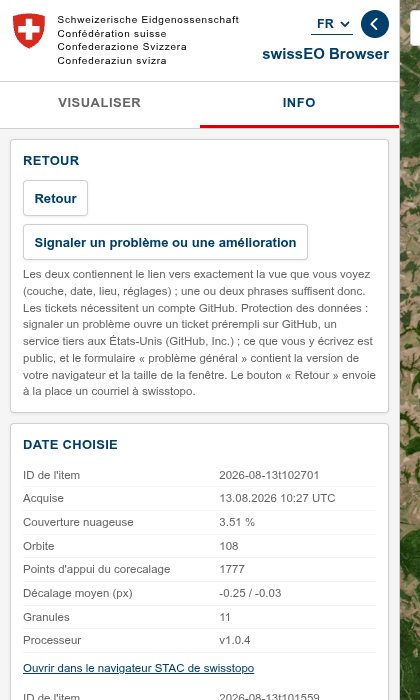 Schweizerische Eidgenossenschaft
Confédération suisse
Confederazione Svizzera
Confederaziun svizra
FR
swissEO Browser
VISUALISER
INFO
RETOUR
Retour
Signaler un problème ou une amélioration
Les deux contiennent le lien vers exactement la vue que vous voyez
(couche, date, lieu, réglages) ; une ou deux phrases suffisent donc.
Les tickets nécessitent un compte GitHub. Protection des données :
signaler un problème ouvre un ticket prérempli sur GitHub, un
service tiers aux États-Unis (GitHub, Inc.) ; ce que vous y écrivez est
public, et le formulaire « problème général » contient la version de
votre navigateur et la taille de la fenêtre. Le bouton « Retour » envoie
à la place un courriel à swisstopo.
DATE CHOISIE
ID de l'item 2026-08-13t102701
Acquise 13.08.2026 10:27 UTC
Couverture nuageuse 3.51 %
Orbite 108
Points d'appui du corecalage 1777
Décalage moyen (px) -0.25 / -0.03
Granules 11
Processeur v1.0.4
Ouvrir dans le navigateur STAC de swisstopo
ID de l'item 2026-08-13t101559